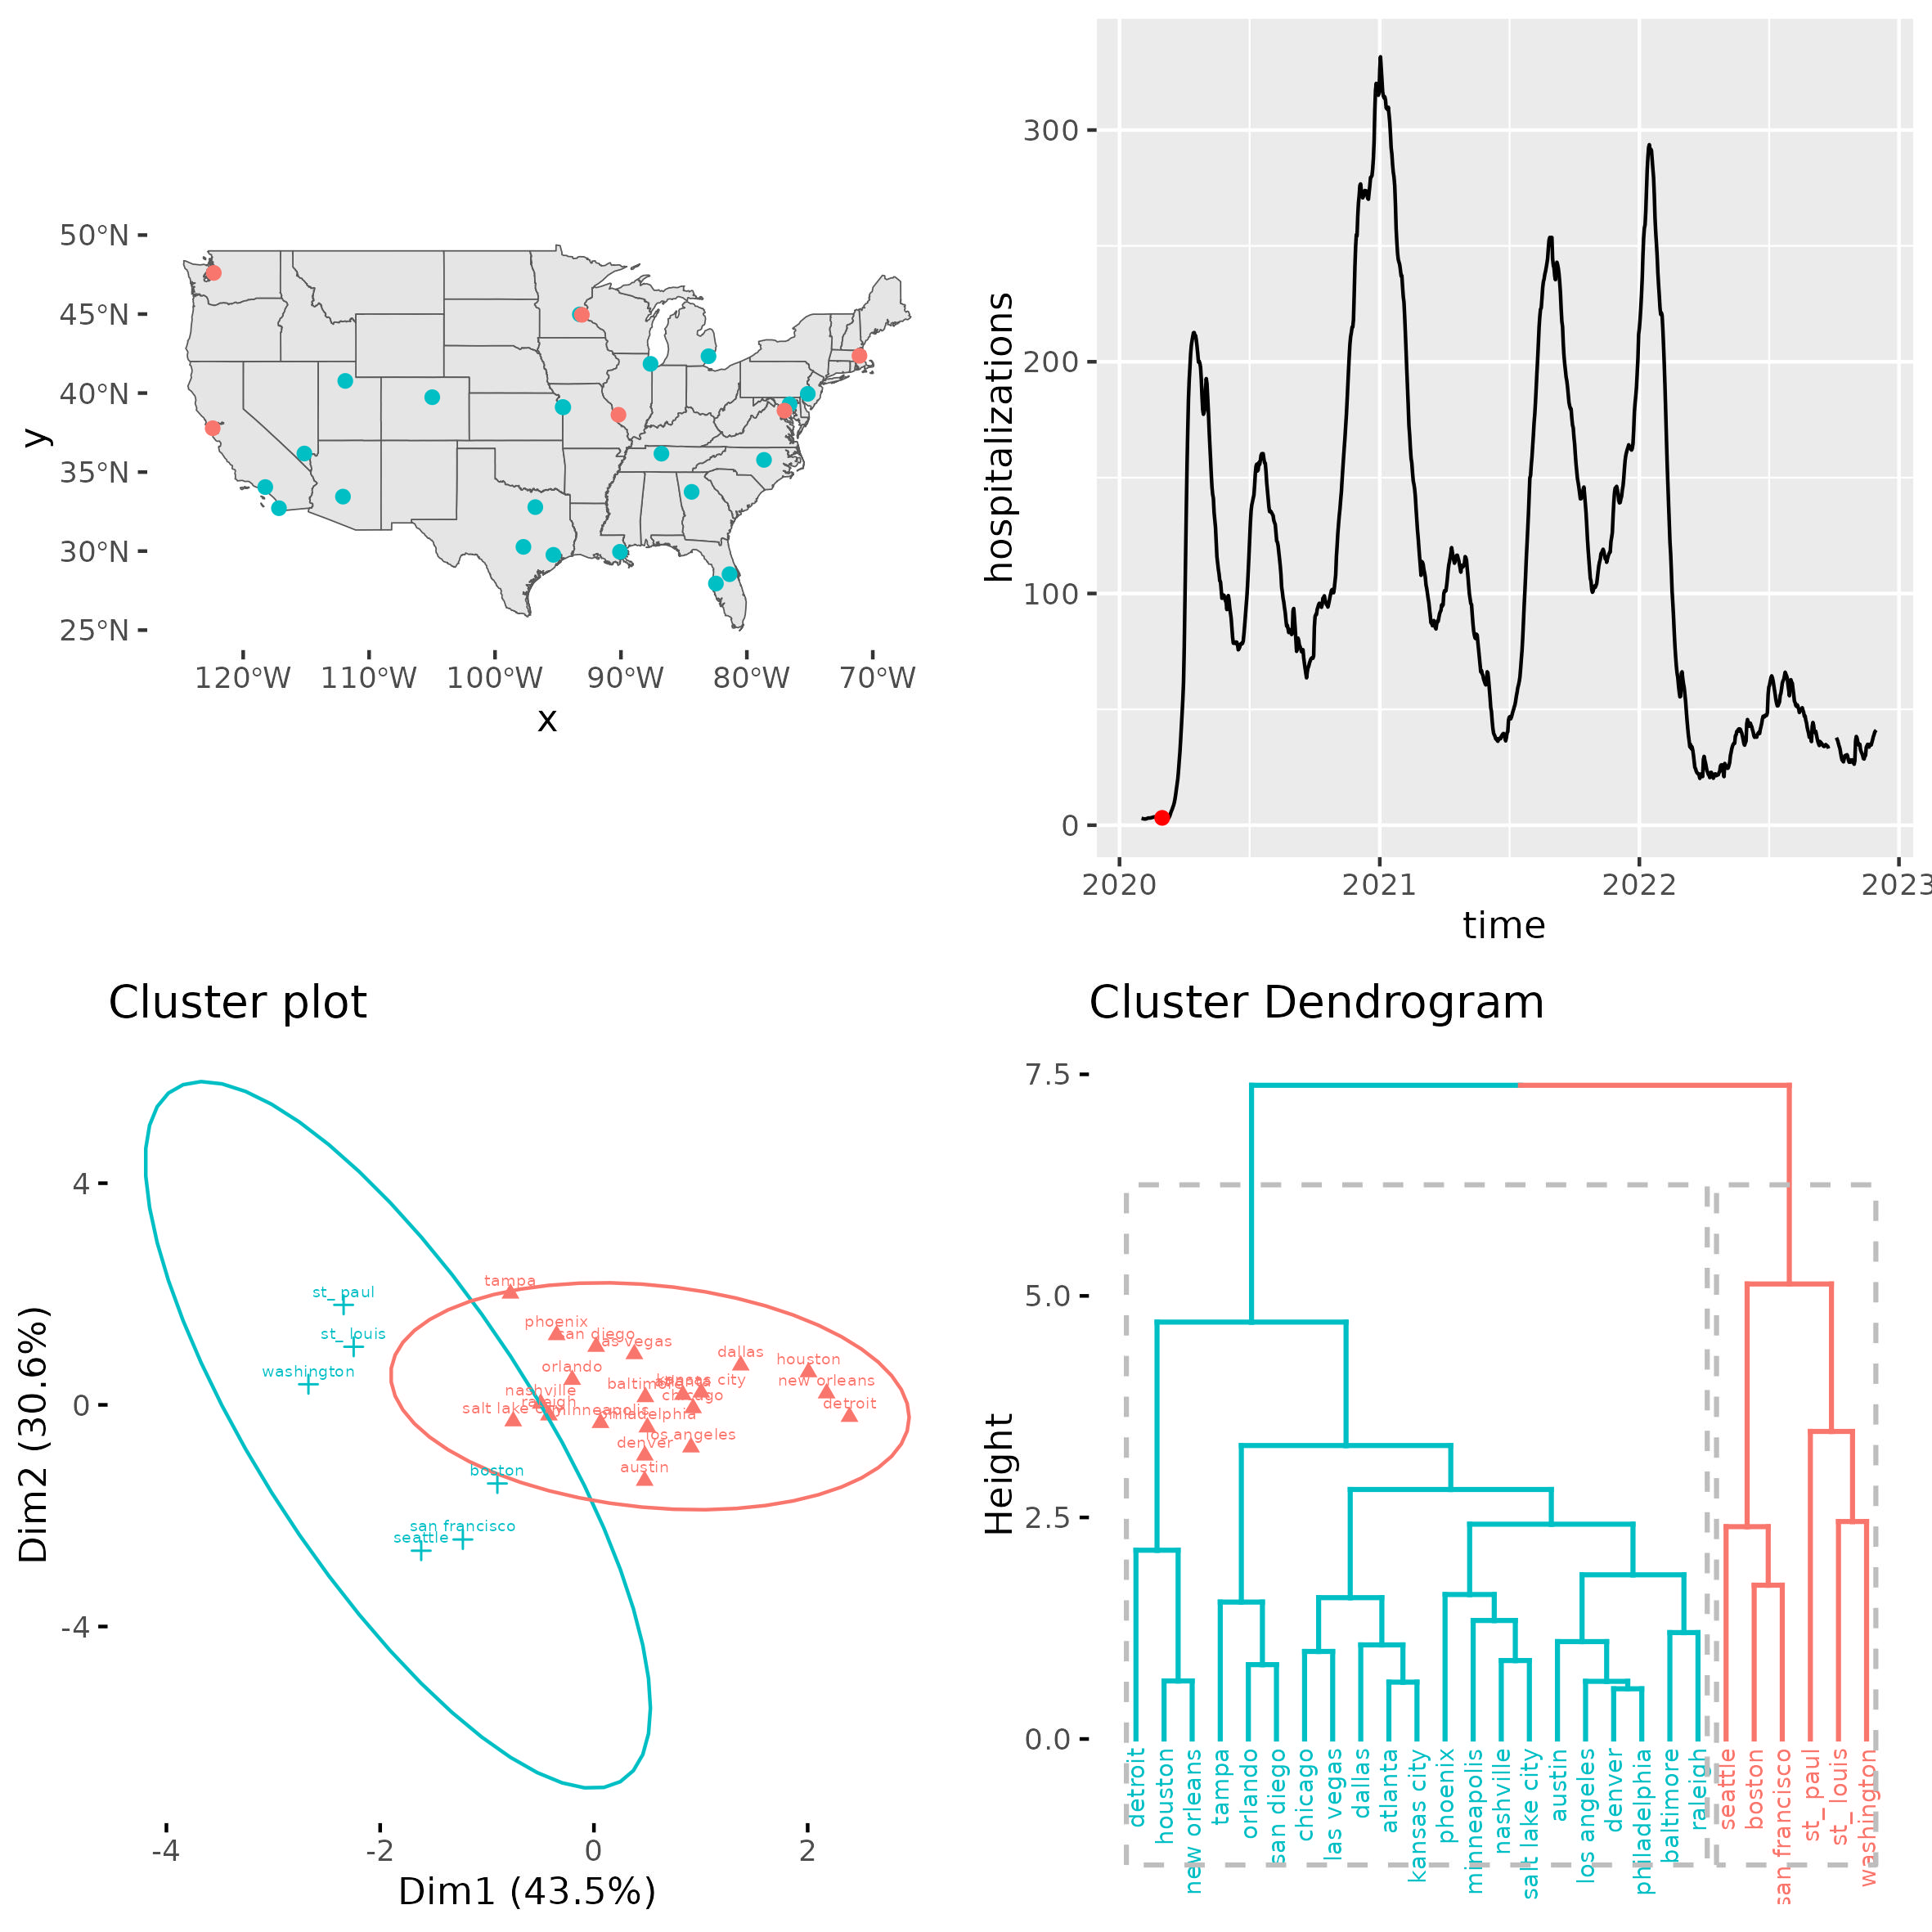 50°N
45°N
40°N
35°N
30°N
25°N
y
120°W 110°W 100°W 90°W 80°W 70°W
x
300
200
100
0
hospitalizations
2020 2021 2022 2023
time
Cluster plot
4
0
-4
Dim2 (30.6%)
tampa
st_paul
phoenix
st_louis
san diego
las vegas
dallas
houston
washington
orlando
kansas city
new orleans
baltimore
nashville
chicago
detroit
raleigh
salt lake city
minneapolis
philadelphia
los angeles
denver
austin
boston
san francisco
seattle
-4 -2 0 2
Dim1 (43.5%)
Cluster Dendrogram
7.5
5.0
2.5
0.0
Height
detroit
houston
new orleans
tampa
orlando
san diego
chicago
las vegas
dallas
atlanta
kansas city
phoenix
minneapolis
nashville
salt lake city
austin
los angeles
denver
philadelphia
baltimore
raleigh
seattle
boston
san francisco
st_paul
st_louis
washington